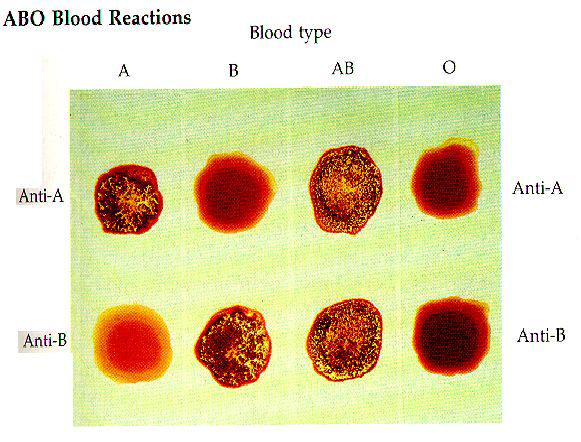 ABO Blood Reactions
Blood type
A B AB O
Anti-A Anti-A
Anti-B Anti-B